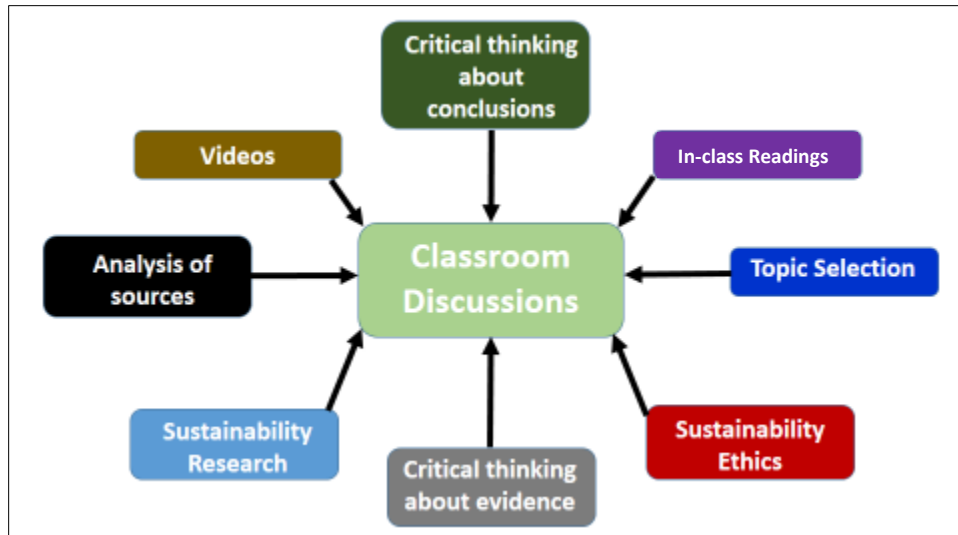 Critical thinking
about
conclusions
Videos
In-class Readings
Classroom
Discussions
Analysis of
sources
Topic Selection
Sustainability
Research
Critical thinking
about evidence
Sustainability
Ethics